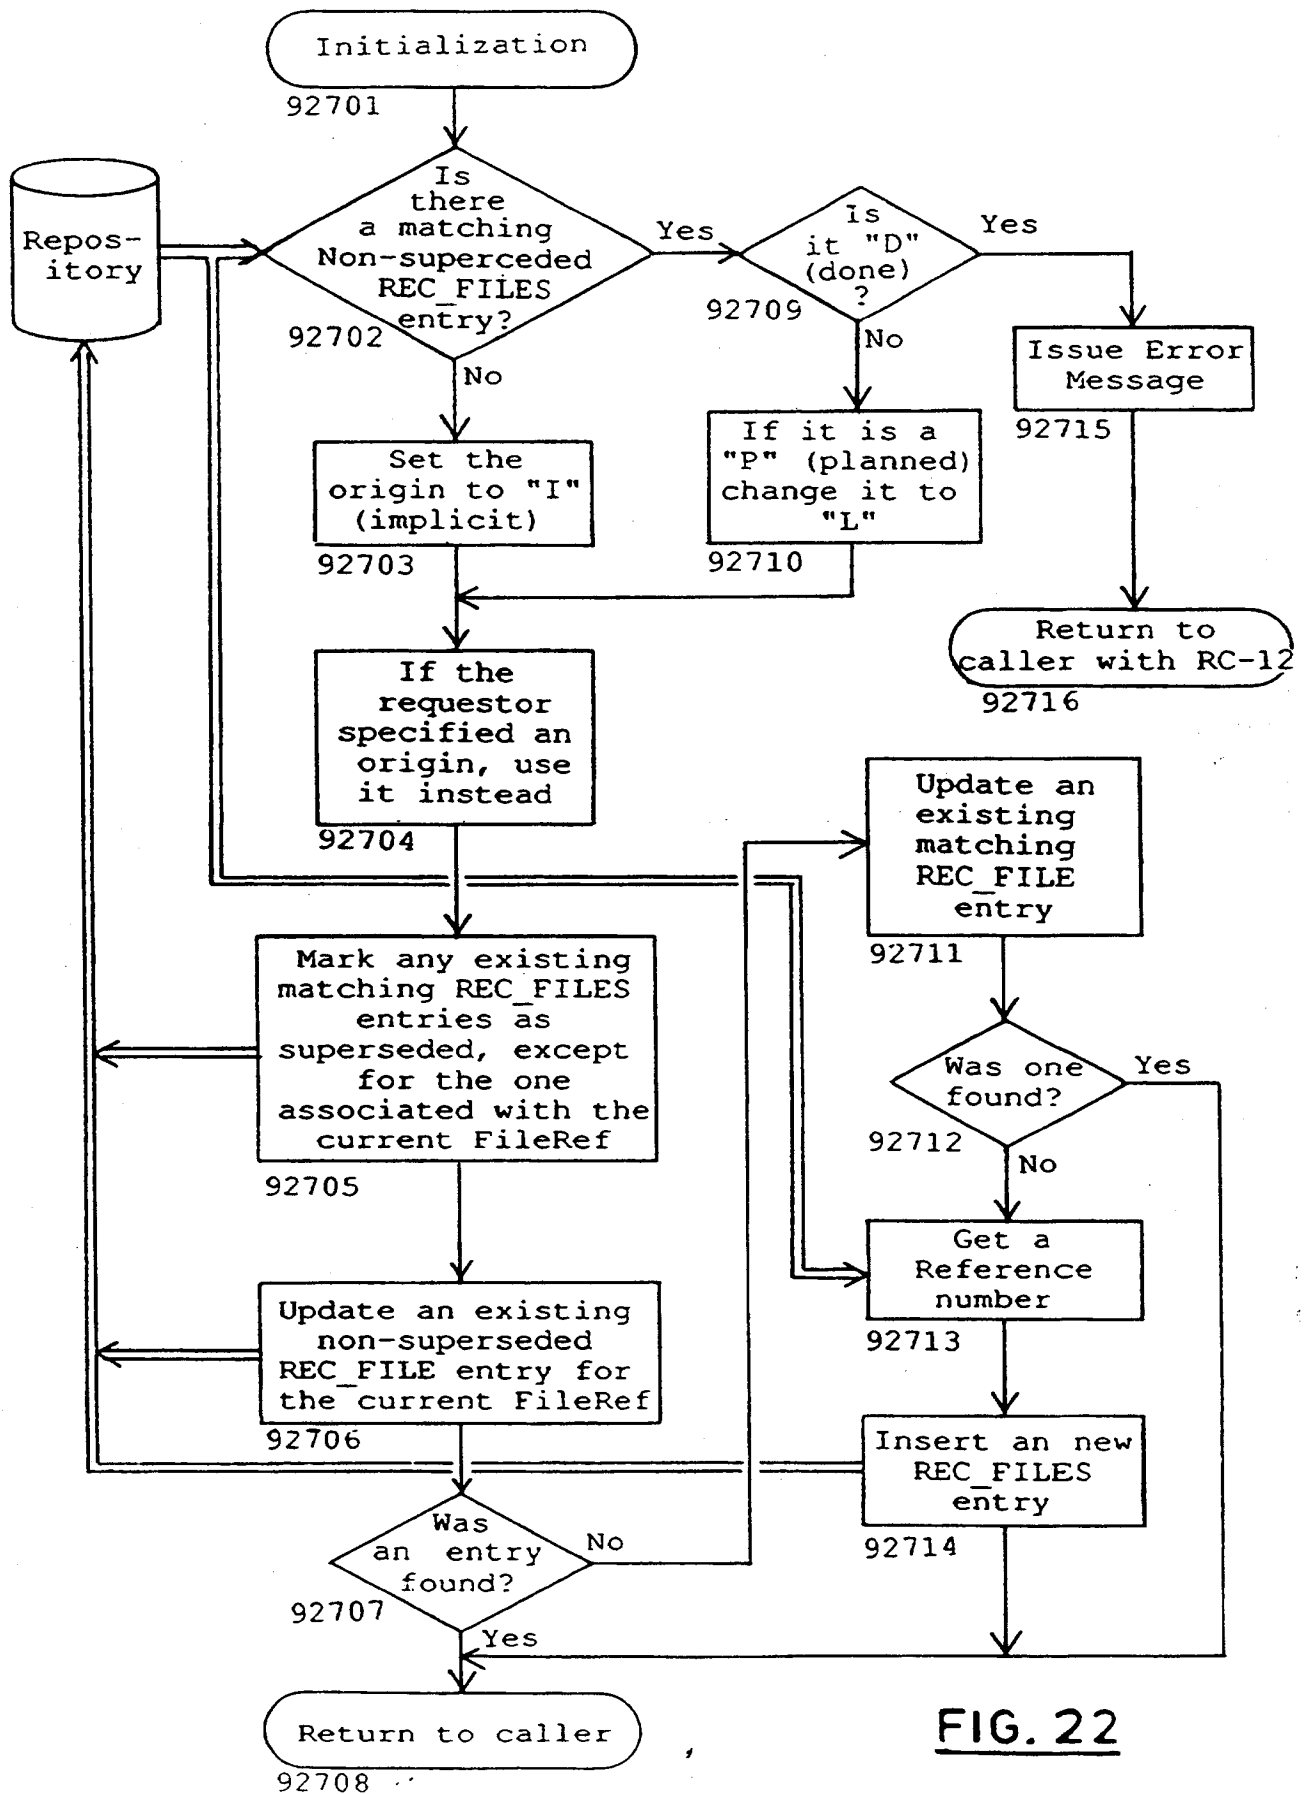 Initialization
92701
Repos-
itory
Is
there
a matching
Non-superceded
REC_FILES
entry?
92702
Yes
No
Is
it "D"
(done)
?
92709
Yes
No
Issue Error
Message
92715
Set the
origin to "I"
(implicit)
92703
If it is a
"P" (planned)
change it to
"L"
92710
Return to
caller with RC-12
92716
If the
requestor
specified an
origin, use
it instead
92704
Update an
existing
matching
REC_FILE
entry
92711
Mark any existing
matching REC_FILES
entries as
superseded, except
for the one
associated with the
current FileRef
92705
Was one
found?
92712
Yes
No
Get a
Reference
number
92713
Update an existing
non-superseded
REC_FILE entry for
the current FileRef
92706
Insert an new
REC_FILES
entry
92714
Was
an entry
found?
92707
No
Yes
Return to caller
92708
FIG. 22